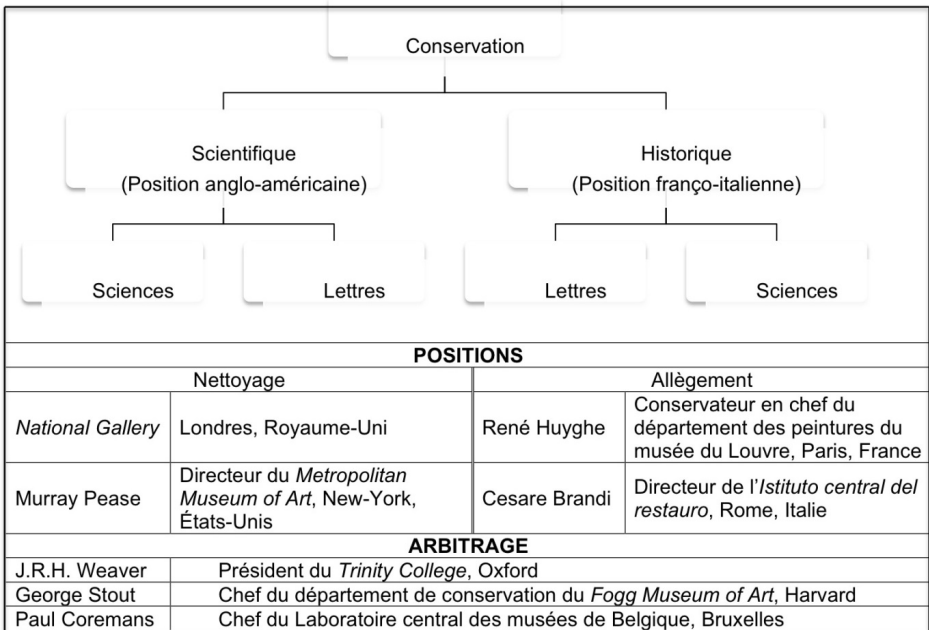 Conservation
Scientifique
(Position anglo-américaine)
Historique
(Position franço-italienne)
Sciences
Lettres
Lettres
Sciences
POSITIONS
Nettoyage
Allègement
National Gallery
Londres, Royaume-Uni
René Huyghe
Conservateur en chef du
département des peintures du
musée du Louvre, Paris, France
Murray Pease
Directeur du Metropolitan
Museum of Art, New-York,
États-Unis
Cesare Brandi
Directeur de l’Istituto central del
restauro, Rome, Italie
ARBITRAGE
J.R.H. Weaver
Président du Trinity College, Oxford
George Stout
Chef du département de conservation du Fogg Museum of Art, Harvard
Paul Coremans
Chef du Laboratoire central des musées de Belgique, Bruxelles